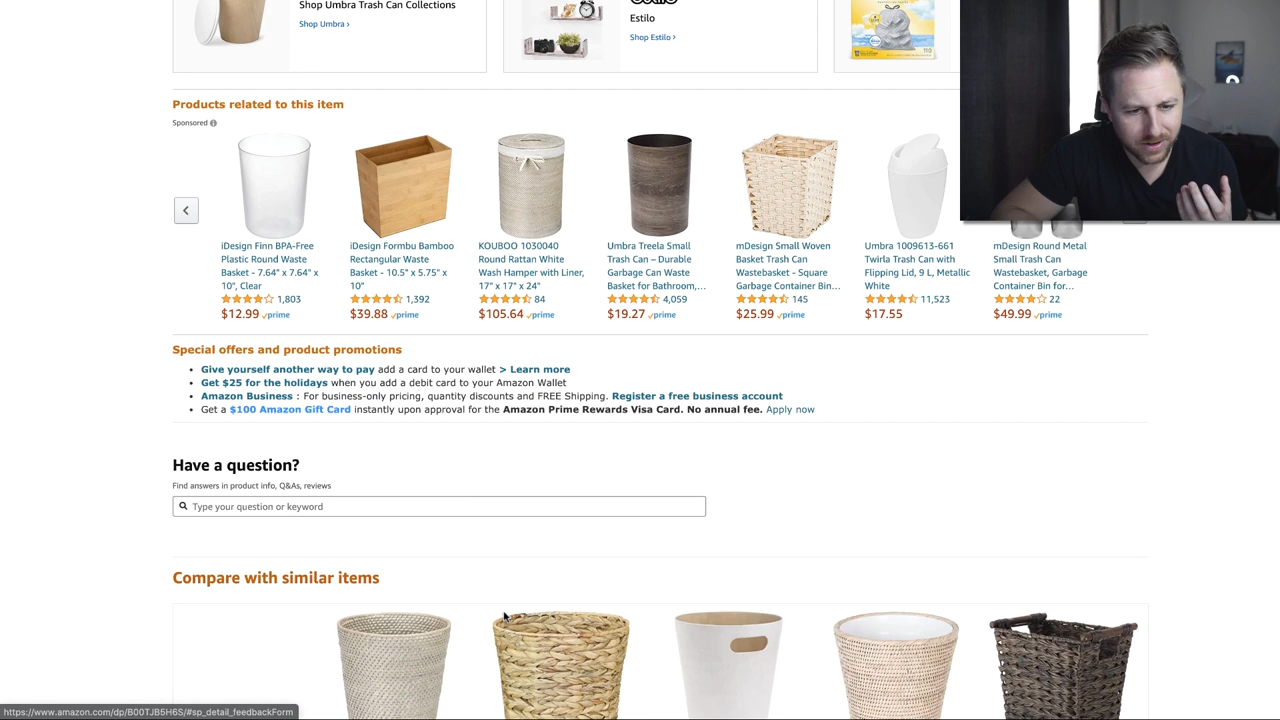 Shop Umbra Trash Can Collections
Shop Umbra ›
Estilo
Shop Estilo ›
110
Products related to this item
Sponsored
iDesign Finn BPA-Free
Plastic Round Waste
Basket - 7.64" x 7.64" x
10", Clear
1,803
$12.99 prime
iDesign Formbu Bamboo
Rectangular Waste
Basket - 10.5" x 5.75" x
10"
1,392
$39.88 prime
KOUBOO 1030040
Round Rattan White
Wash Hamper with Liner,
17" x 17" x 24"
84
$105.64 prime
Umbra Treela Small
Trash Can – Durable
Garbage Can Waste
Basket for Bathroom,...
4,059
$19.27 prime
mDesign Small Woven
Basket Trash Can
Wastebasket - Square
Garbage Container Bin...
145
$25.99 prime
Umbra 1009613-661
Twirla Trash Can with
Flipping Lid, 9 L, Metallic
White
11,523
$17.55
mDesign Round Metal
Small Trash Can
Wastebasket, Garbage
Container Bin for...
22
$49.99 prime
Special offers and product promotions
• Give yourself another way to pay add a card to your wallet > Learn more
• Get $25 for the holidays when you add a debit card to your Amazon Wallet
• Amazon Business : For business-only pricing, quantity discounts and FREE Shipping. Register a free business account
• Get a $100 Amazon Gift Card instantly upon approval for the Amazon Prime Rewards Visa Card. No annual fee. Apply now
Have a question?
Find answers in product info, Q&As, reviews
Type your question or keyword
Compare with similar items
https://www.amazon.com/dp/B00TJB5H6S/#sp_detail_feedbackForm